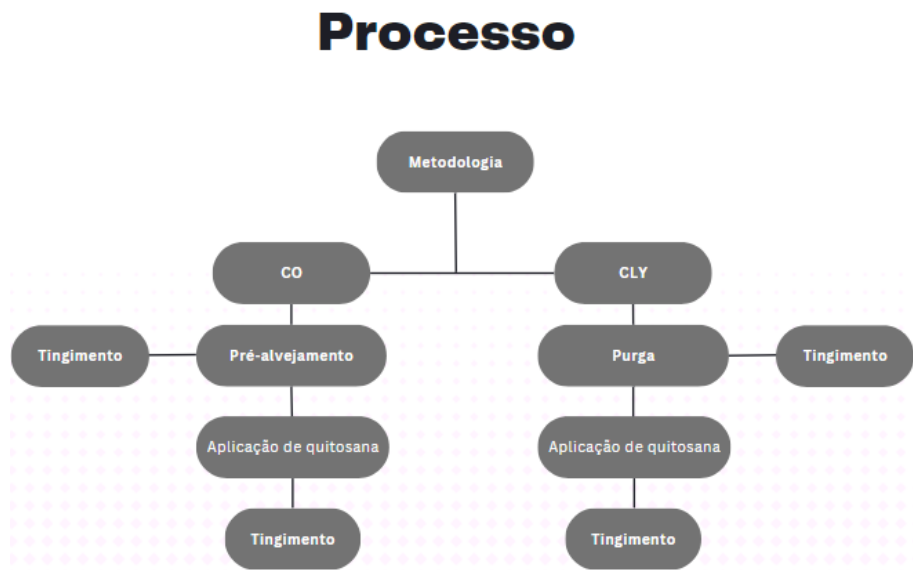 Processo
Metodologia
CO
CLY
Tingimento
Pré-alvejamento
Purga
Tingimento
Aplicação de quitosana
Aplicação de quitosana
Tingimento
Tingimento